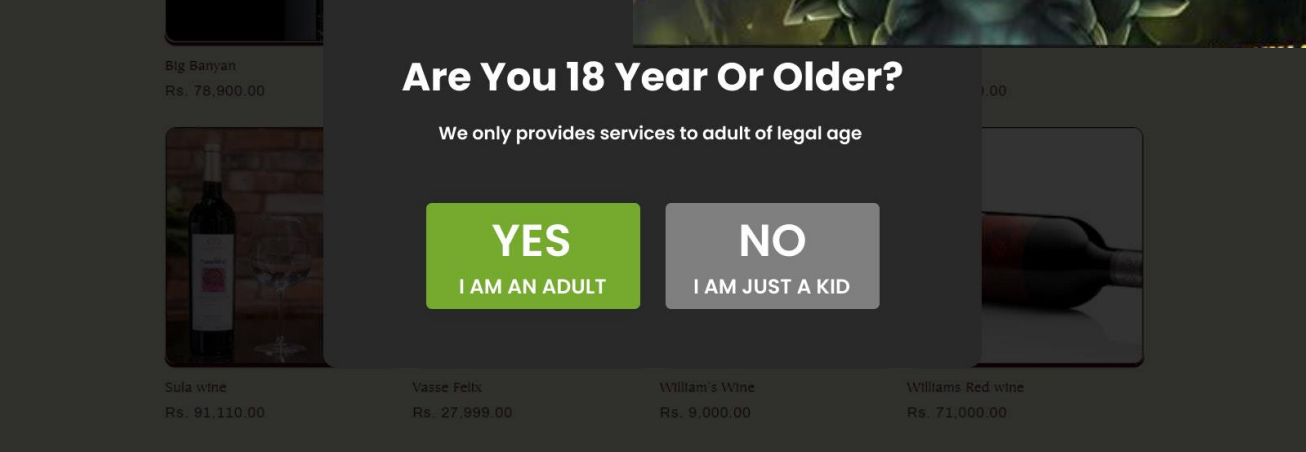 Big Banyan
Rs. 78,900.00
.00
Are You 18 Year Or Older?
We only provides services to adult of legal age
YES
I AM AN ADULT
NO
I AM JUST A KID
Sula wine
Rs. 91,110.00
Vasse Felix
Rs. 27,999.00
William's Wine
Rs. 9,000.00
Williams Red wine
Rs. 71,000.00